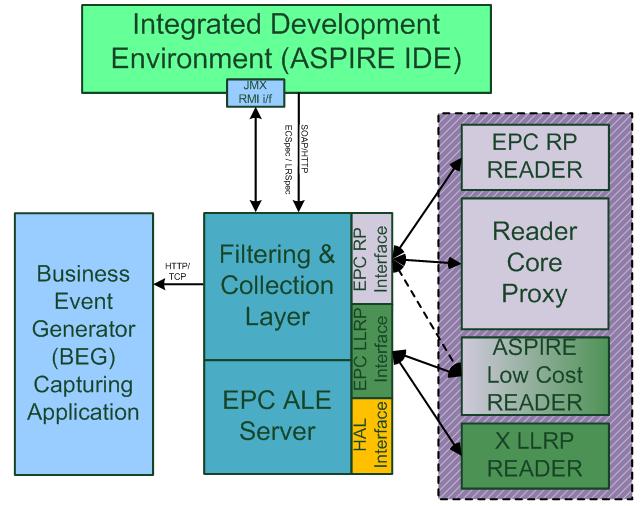 Integrated Development
Environment (ASPIRE IDE)
JMX
RMI i/f
SOAP/HTTP
ECSpec / LRSpec
EPC RP
READER
Reader
Core
Proxy
ASPIRE
Low Cost
READER
X LLRP
READER
Filtering &
Collection
Layer
EPC ALE
Server
EPC RP
Interface
EPC LLRP
Interface
HAL
Interface
HTTP/
TCP
Business
Event
Generator
(BEG)
Capturing
Application